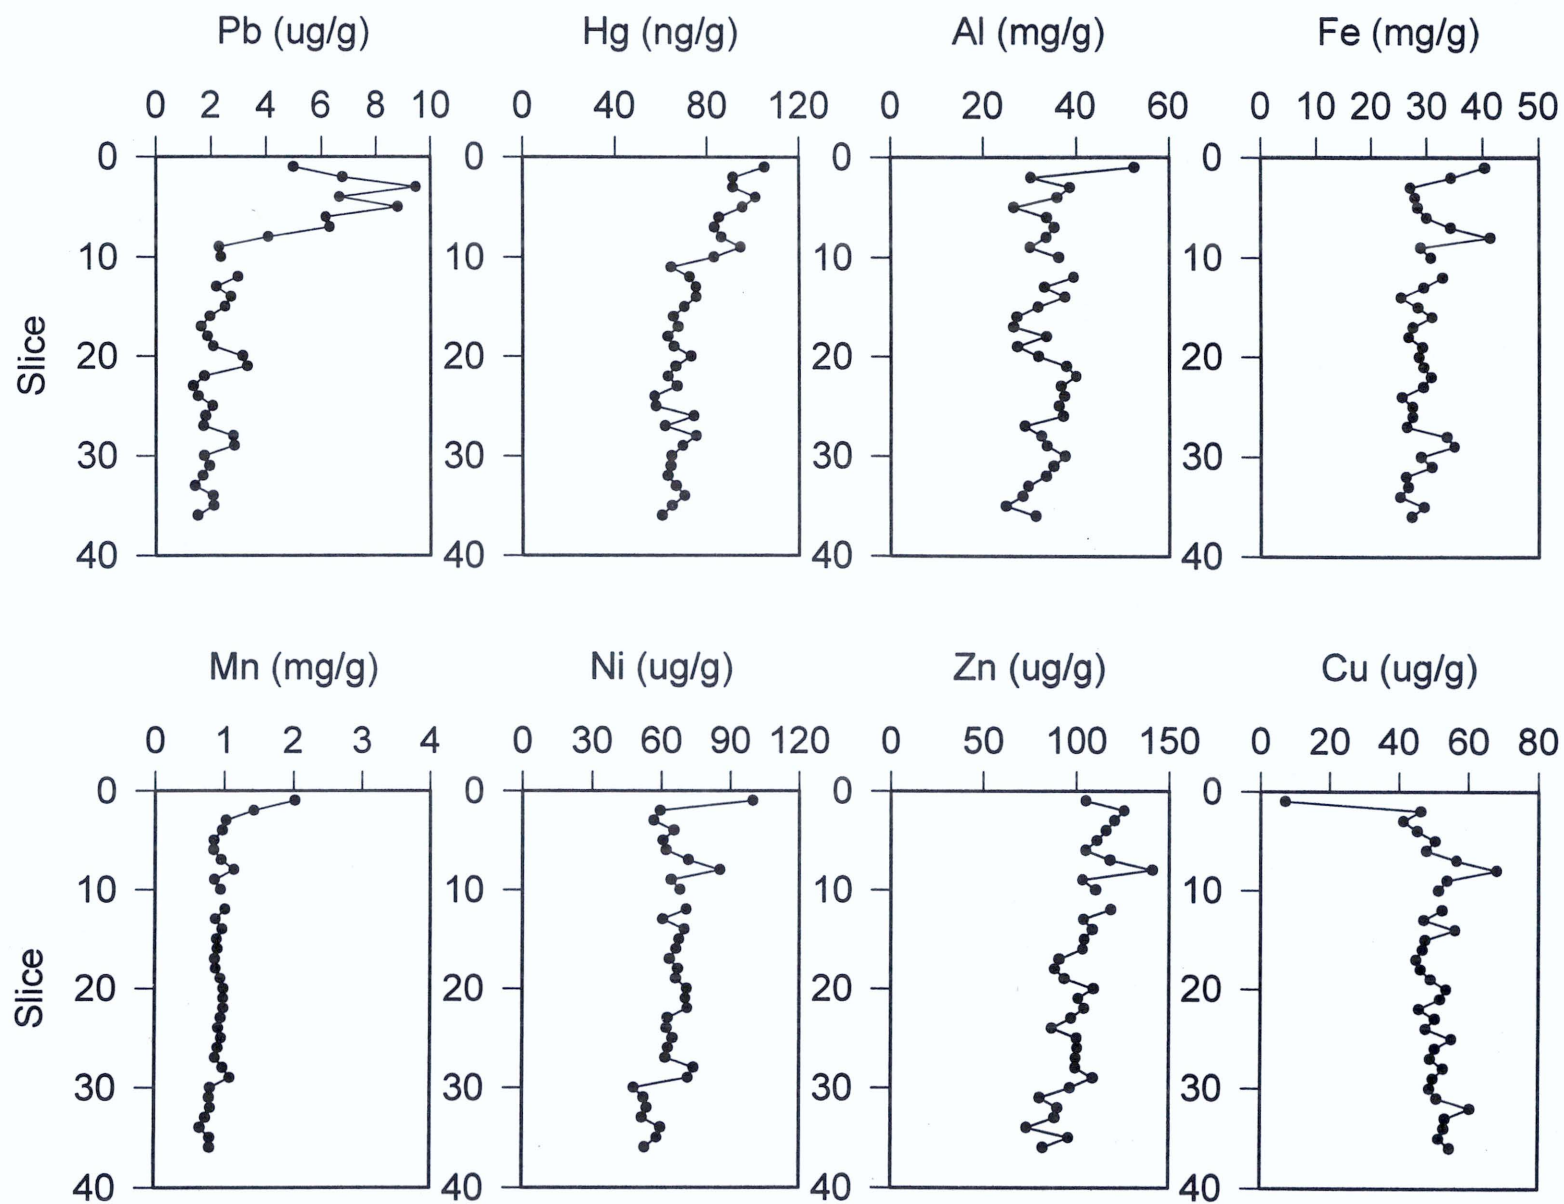 Pb (ug/g) Hg (ng/g) Al (mg/g) Fe (mg/g)
0 2 4 6 8 10 0 40 80 120 0 20 40 60 0 10 20 30 40 50
0 0 0 0
10 10 10 10
Slice
20 20 20 20
30 30 30 30
40 40 40 40
Mn (mg/g) Ni (ug/g) Zn (ug/g) Cu (ug/g)
0 1 2 3 4 0 30 60 90 120 0 50 100 150 0 20 40 60 80
0 0 0 0
10 10 10 10
Slice
20 20 20 20
30 30 30 30
40 40 40 40